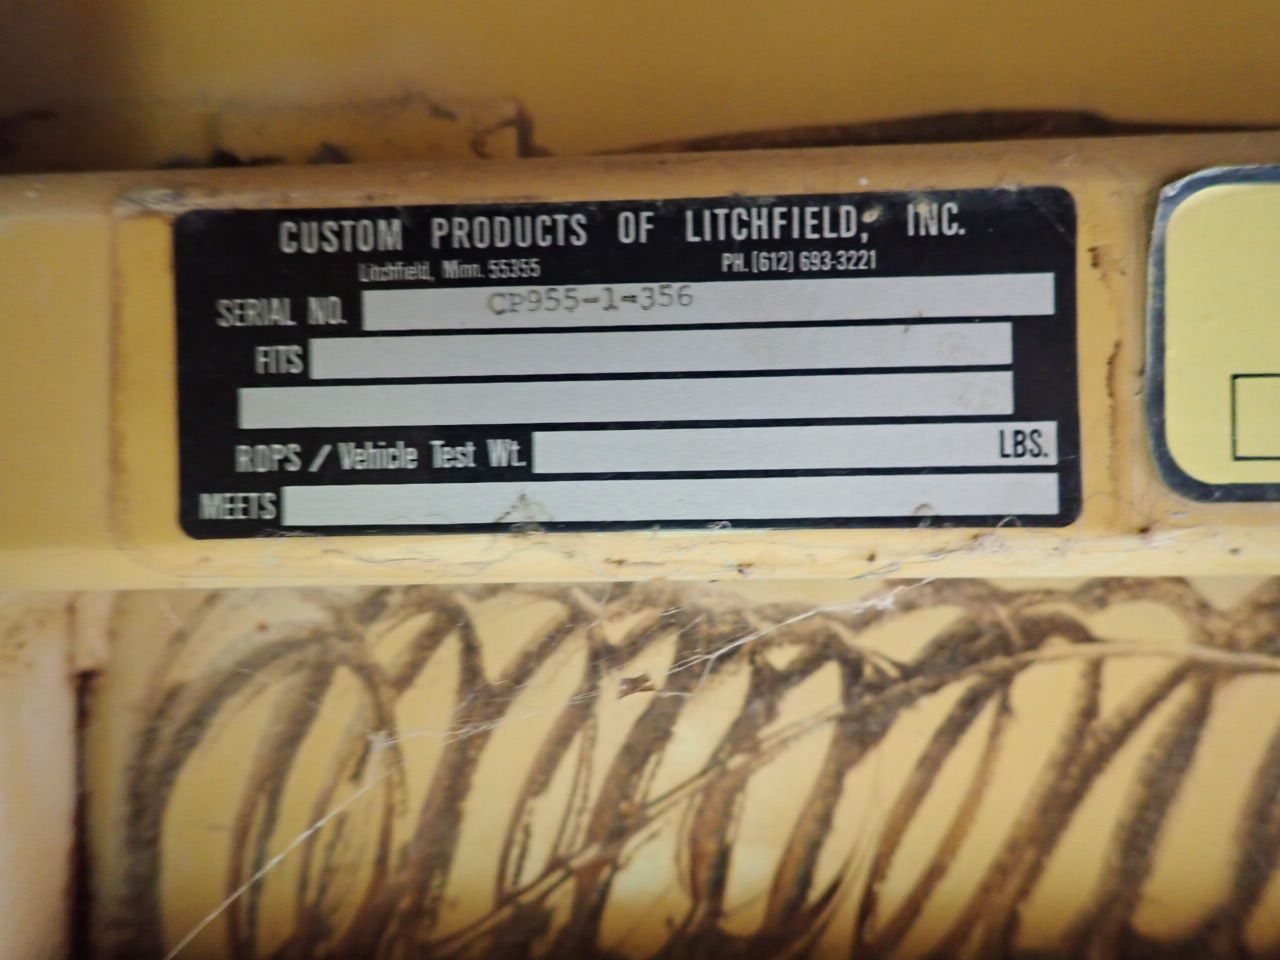 CUSTOM PRODUCTS OF LITCHFIELD, INC.
Litchfield, Minn. 55355 PH. [612] 693-3221
SERIAL NO. CP955-1-356
FITS
ROPS / Vehicle Test Wt. LBS.
MEETS